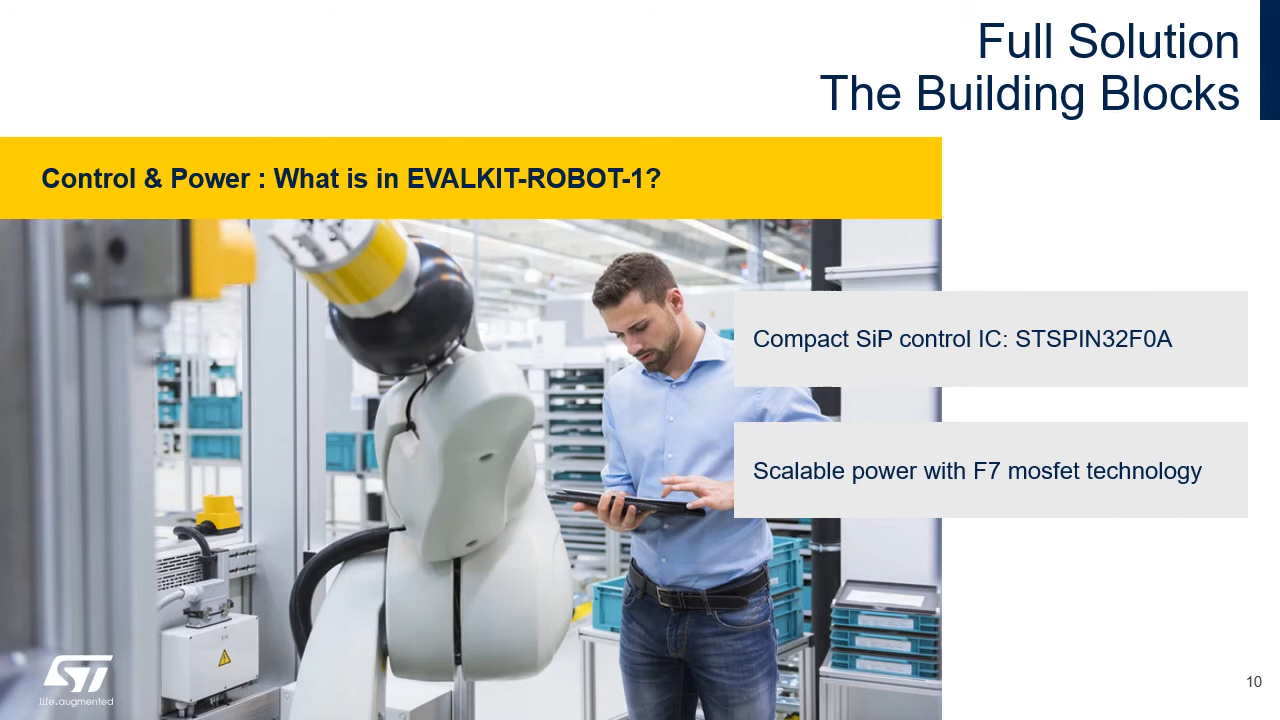 Full Solution
The Building Blocks
Control & Power : What is in EVALKIT-ROBOT-1?
Compact SiP control IC: STSPIN32F0A
Scalable power with F7 mosfet technology
ST
life.augmented
10